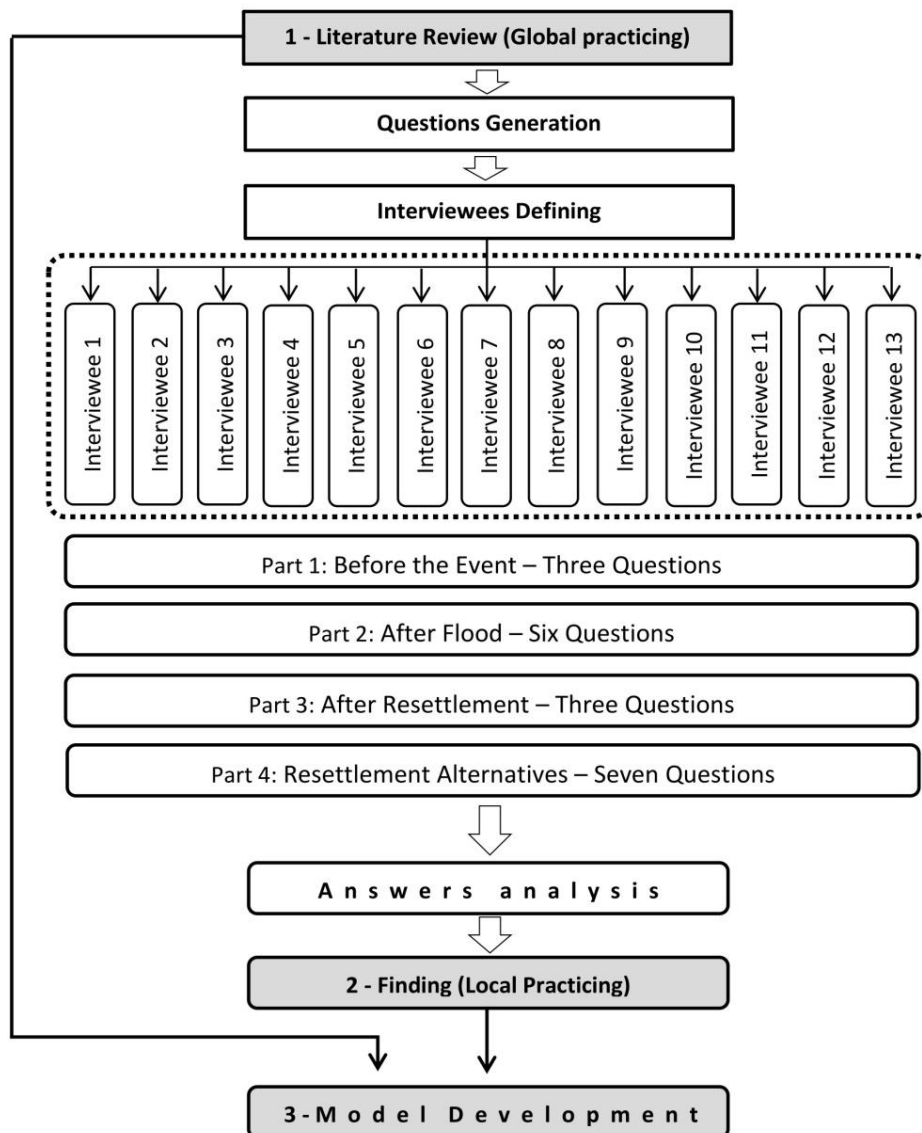 1 - Literature Review (Global practicing)
Questions Generation
Interviewees Defining
Interviewee 1
Interviewee 2
Interviewee 3
Interviewee 4
Interviewee 5
Interviewee 6
Interviewee 7
Interviewee 8
Interviewee 9
Interviewee 10
Interviewee 11
Interviewee 12
Interviewee 13
Part 1: Before the Event – Three Questions
Part 2: After Flood – Six Questions
Part 3: After Resettlement – Three Questions
Part 4: Resettlement Alternatives – Seven Questions
Answers analysis
2 - Finding (Local Practicing)
3-Model Development